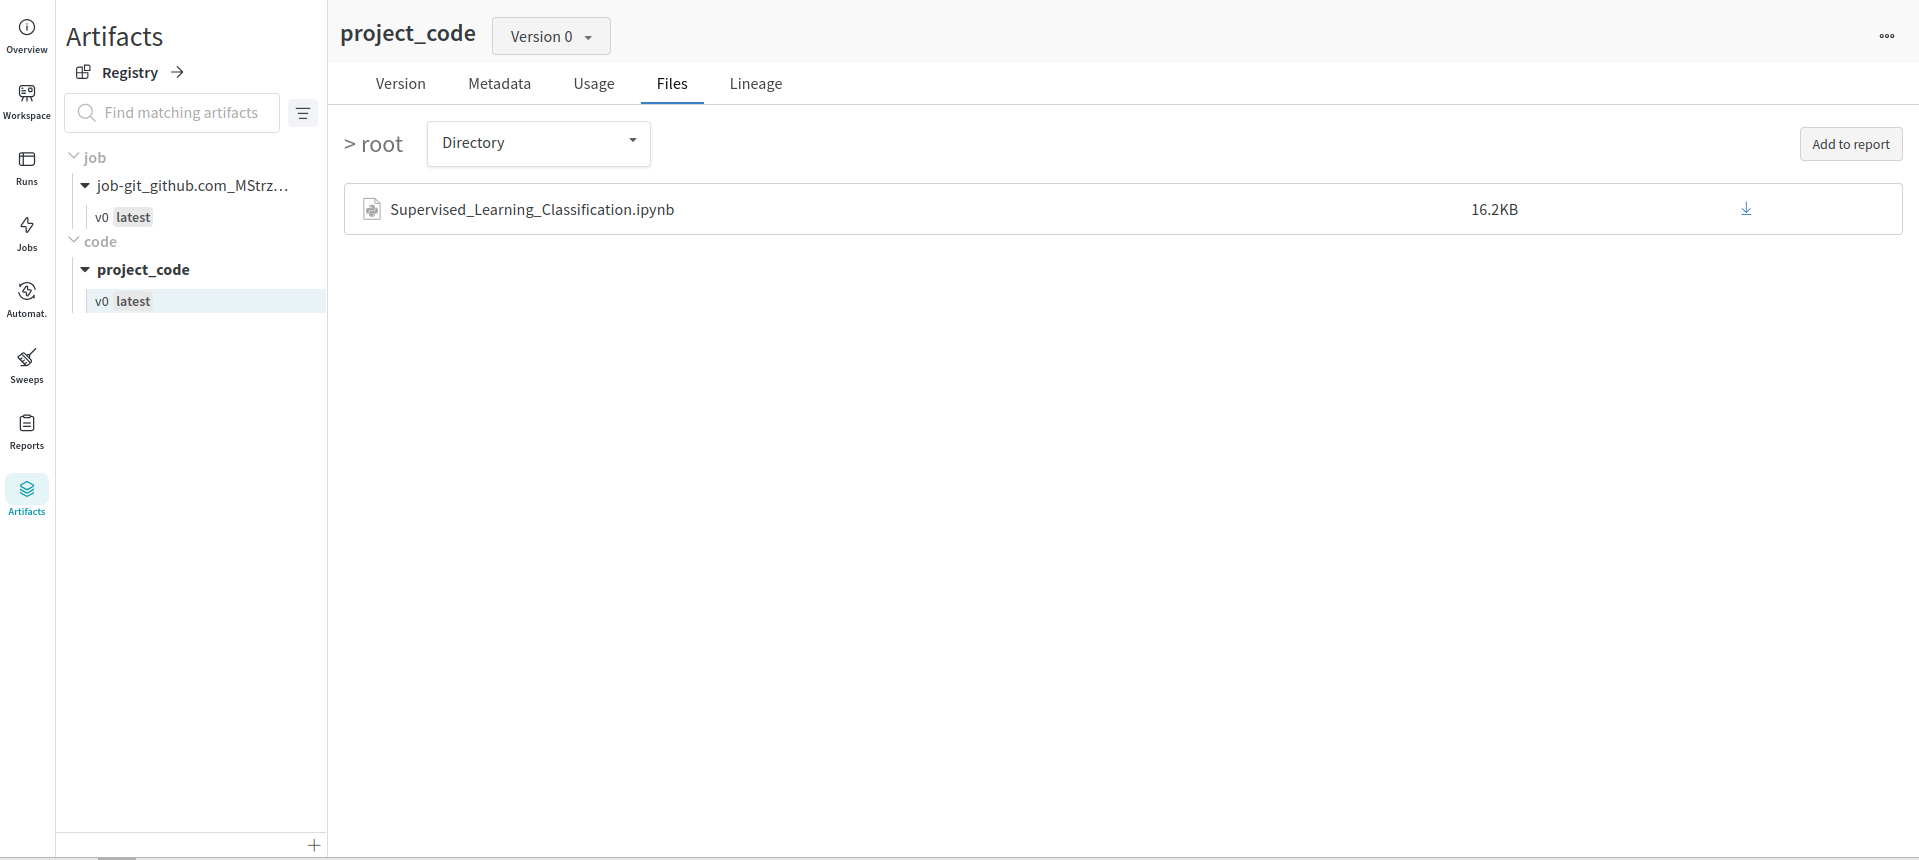 Overview
Workspace
Runs
Jobs
Automat.
Sweeps
Reports
Artifacts
Artifacts
Registry
Find matching artifacts
job
job-git_github.com_MStrz...
v0 latest
code
project_code
v0 latest
project_code
Version 0
Version
Metadata
Usage
Files
Lineage
> root
Directory
Add to report
Supervised_Learning_Classification.ipynb
16.2KB